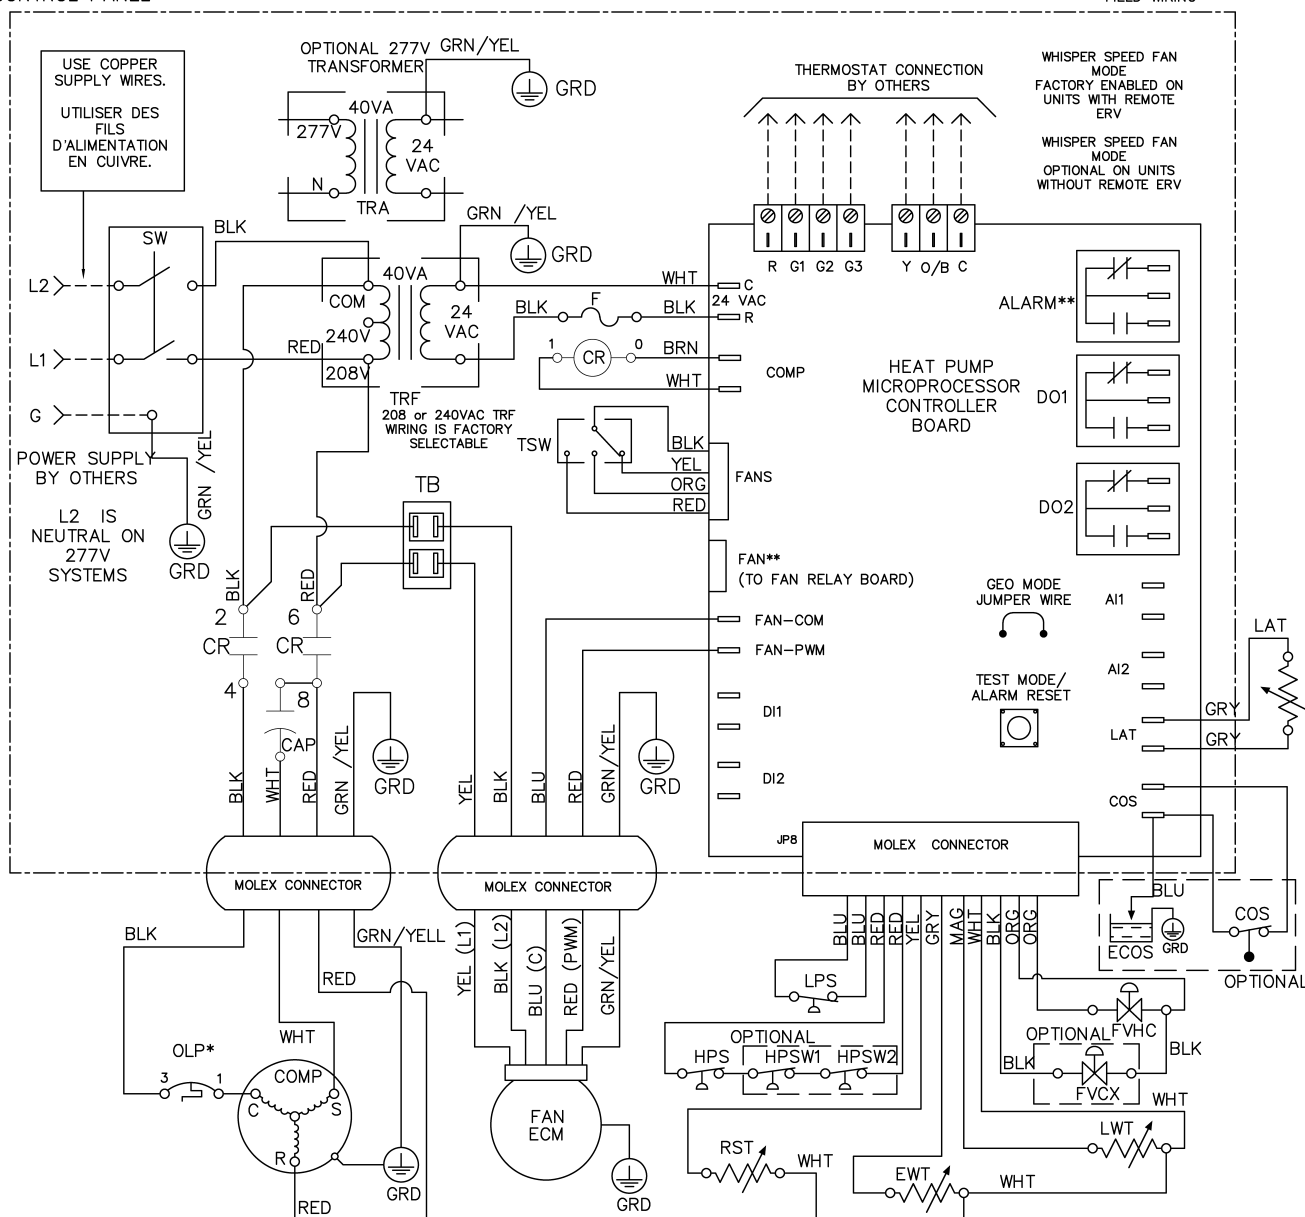 OPTIONAL 277V
TRANSFORMER
GRN/YEL
GRD
USE COPPER
SUPPLY WIRES.
UTILISER DES
FILS
D'ALIMENTATION
EN CUIVRE.
40VA
277V
24
VAC
N
TRA
THERMOSTAT CONNECTION
BY OTHERS
WHISPER SPEED FAN
MODE
FACTORY ENABLED ON
UNITS WITH REMOTE
ERV
WHISPER SPEED FAN
MODE
OPTIONAL ON UNITS
WITHOUT REMOTE ERV
SW
BLK
GRN /YEL
GRD
L2
L1
G
RED
40VA
COM
240V
208V
24
VAC
TRF
208 or 240VAC TRF
WIRING IS FACTORY
SELECTABLE
POWER SUPPLY
BY OTHERS
GRN /YEL
L2 IS
NEUTRAL ON
277V
SYSTEMS
GRD
R G1 G2 G3
Y O/B C
WHT
C
24 VAC
BLK
F
BLK
R
1
CR
0
BRN
WHT
COMP
HEAT PUMP
MICROPROCESSOR
CONTROLLER
BOARD
ALARM**
DO1
DO2
TSW
BLK
YEL
ORG
RED
FANS
TB
FAN**
(TO FAN RELAY BOARD)
FAN-COM
FAN-PWM
DI1
DI2
GEO MODE
JUMPER WIRE
TEST MODE/
ALARM RESET
AI1
AI2
LAT
COS
LAT
GRY
GRY
BLK
RED
2
6
CR
CR
4
8
CAP
BLK
WHT
RED
GRN /YEL
GRD
YEL
BLK
BLU
RED
GRN/YEL
GRD
JP8
MOLEX CONNECTOR
MOLEX CONNECTOR
MOLEX CONNECTOR
BLK
GRN/YELL
RED
WHT
OLP*
3
1
COMP
C
S
R
RED
GRD
YEL (L1)
BLK (L2)
BLU (C)
RED (PWM)
GRN/YEL
FAN
ECM
GRD
BLU
BLU
RED
RED
YEL
GRY
MAG
WHT
BLK
ORG
ORG
LPS
OPTIONAL
HPS
HPSW1
HPSW2
RST
WHT
EWT
WHT
LWT
WHT
BLU
ECOS
GRD
COS
OPTIONAL
FVHC
OPTIONAL
BLK
FVCX
BLK